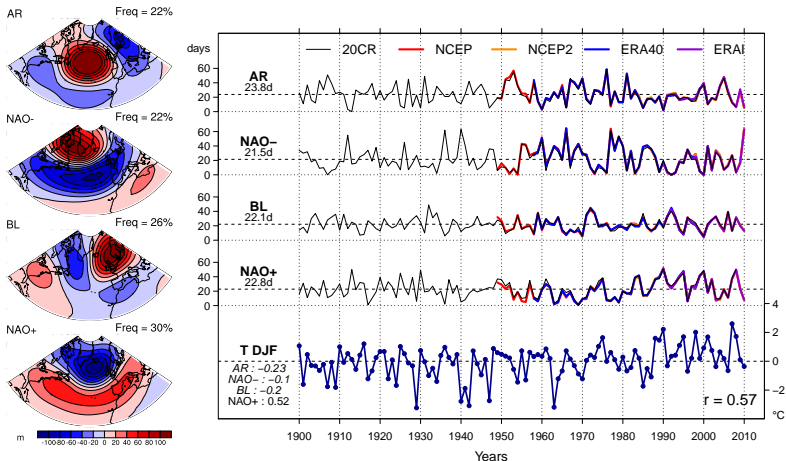 AR Freq = 22%
NAO- Freq = 22%
BL Freq = 26%
NAO+ Freq = 30%
m -100 -80 -60 -40 -20 0 20 40 60 80 100
days
20CR NCEP NCEP2 ERA40 ERAI
AR
23.8d
60
40
20
0
NAO−
21.5d
60
40
20
0
BL
22.1d
60
40
20
0
NAO+
22.8d
60
40
20
0
T DJF
AR : −0.23
NAO− : −0.1
BL : −0.2
NAO+ : 0.52
4
2
0
−2
°C
r = 0.57
1900 1910 1920 1930 1940 1950 1960 1970 1980 1990 2000 2010
Years